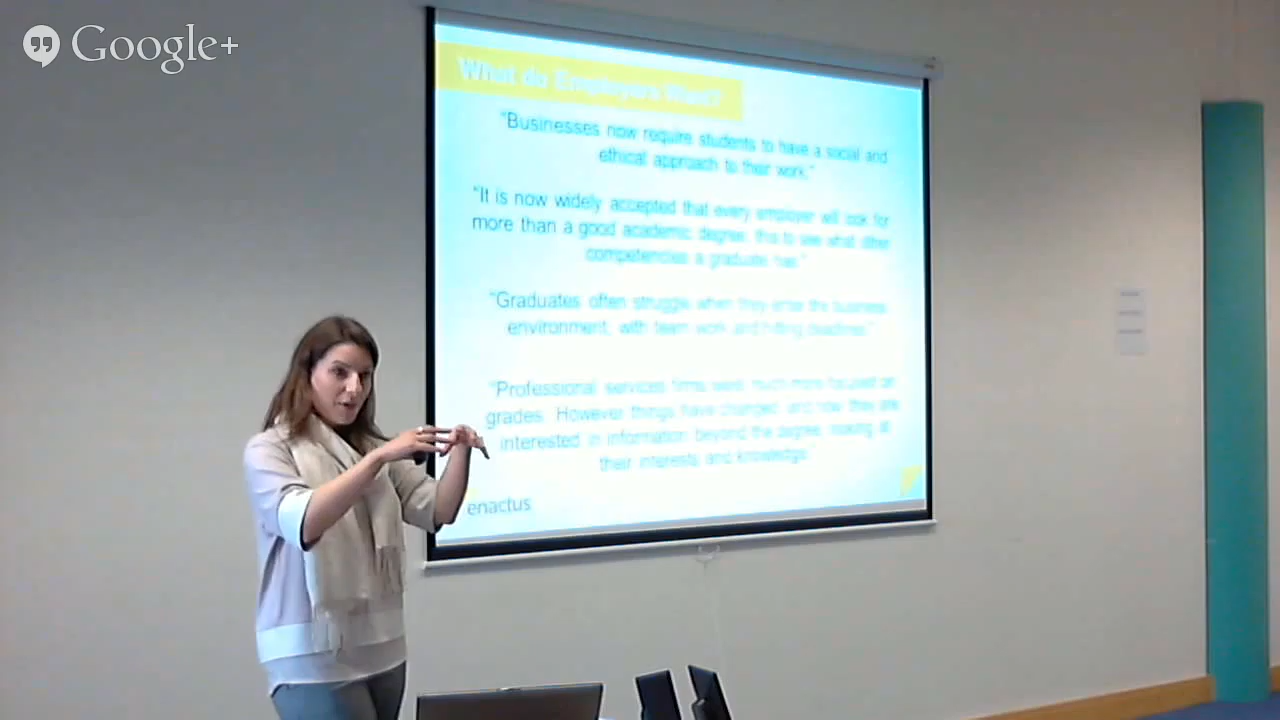 Google+
What do Employers Want?
"Businesses now require students to have a social and
ethical approach to their work."
"It is now widely accepted that every employer will look for
more than a good academic degree, this to see what other
competencies a graduate has."
"Graduates often struggle when they enter the business
environment, with team work and hitting deadlines."
"Professional services firms were much more focused on
grades. However things have changed and now they are
interested in information beyond the degree, looking at
their interests and knowledge
enactus